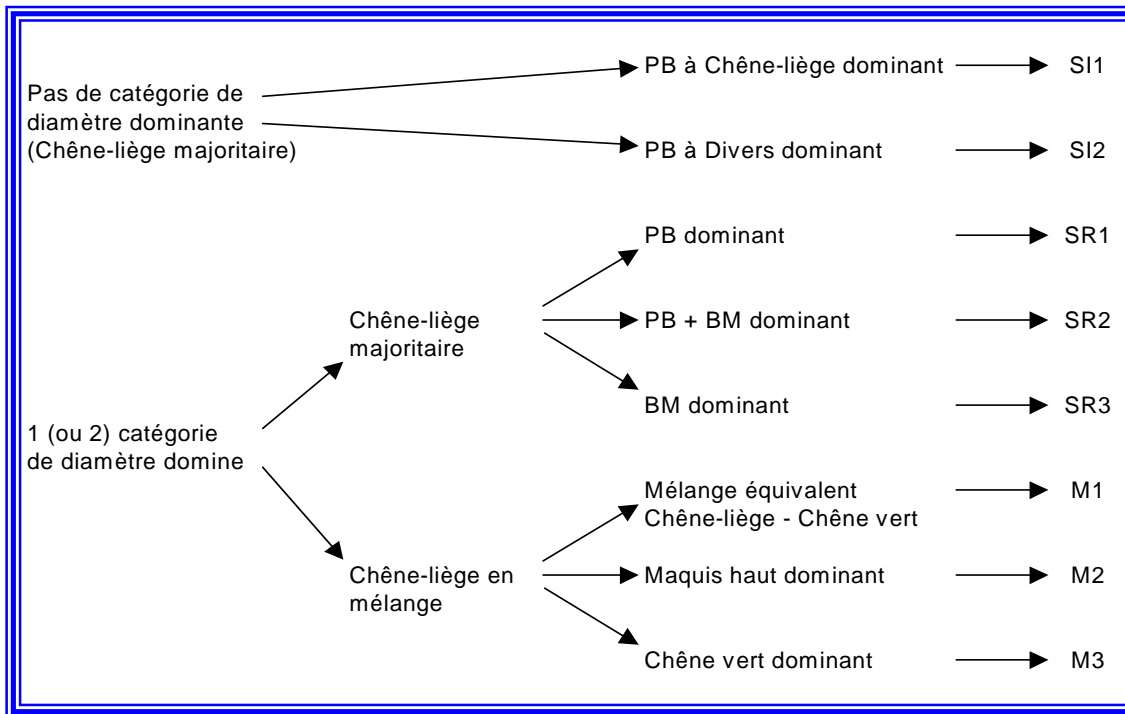 PB à Chêne-liège dominant SI1
Pas de catégorie de
diamètre dominante
(Chêne-liège majoritaire)
PB à Divers dominant SI2
PB dominant SR1
Chêne-liège
majoritaire
PB + BM dominant SR2
BM dominant SR3
1 (ou 2) catégorie
de diamètre domine
Mélange équivalent
Chêne-liège - Chêne vert
M1
Chêne-liège en
mélange
Maquis haut dominant M2
Chêne vert dominant M3